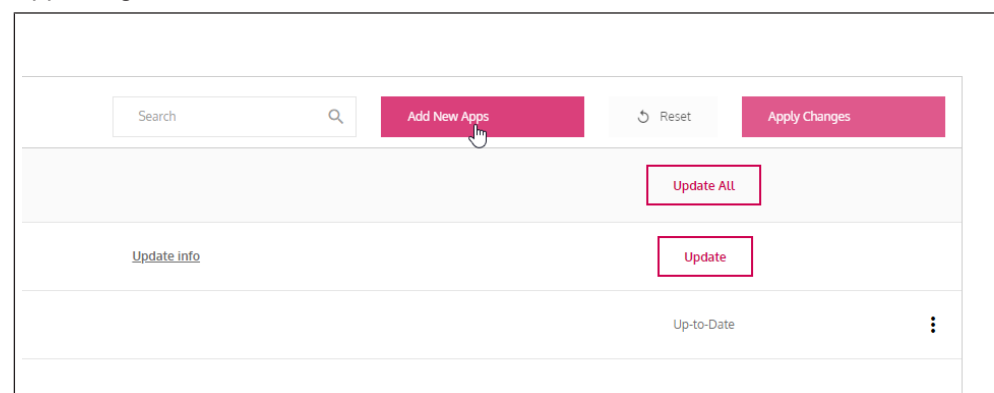 Search
Add New Apps
Reset
Apply Changes
Update All
Update info
Update
Up-to-Date